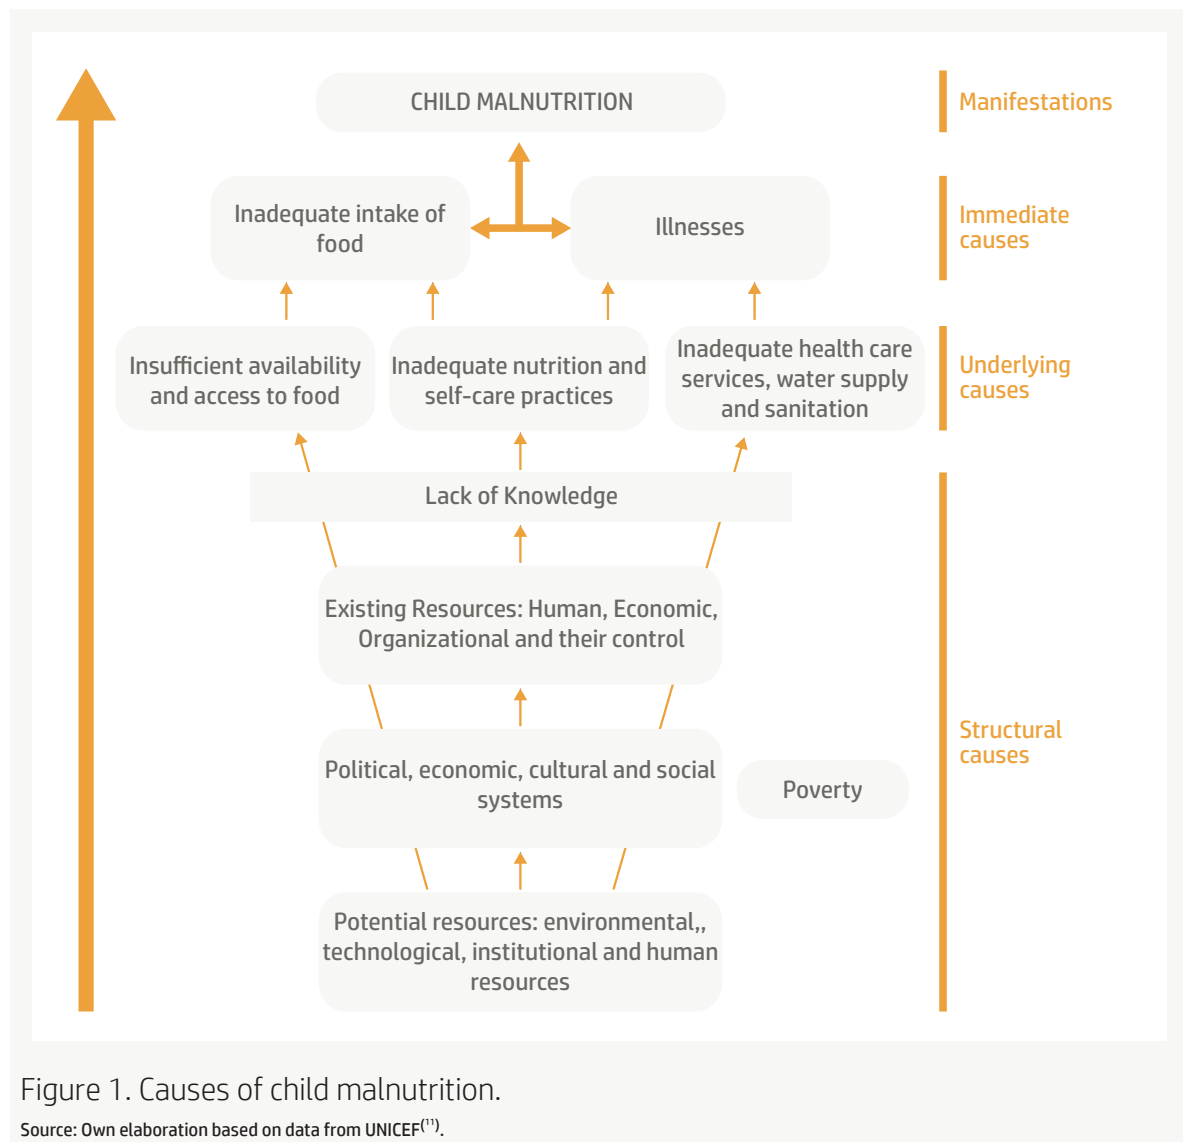 CHILD MALNUTRITION
Manifestations
Inadequate intake of
food
Illnesses
Immediate
causes
Insufficient availability
and access to food
Inadequate nutrition and
self-care practices
Inadequate health care
services, water supply
and sanitation
Underlying
causes
Lack of Knowledge
Existing Resources: Human, Economic,
Organizational and their control
Political, economic, cultural and social
systems
Poverty
Structural
causes
Potential resources: environmental,,
technological, institutional and human
resources
Figure 1. Causes of child malnutrition.
Source: Own elaboration based on data from UNICEF(11).